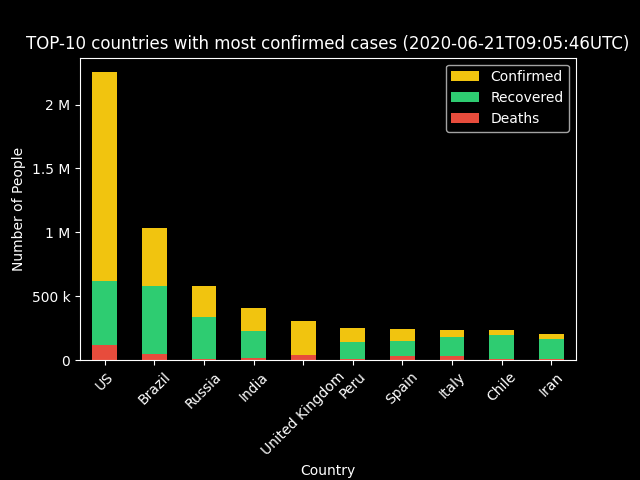 TOP-10 countries with most confirmed cases (2020-06-21T09:05:46UTC)
Confirmed
Recovered
Deaths
Number of People
2 M
1.5 M
1 M
500 k
0
US
Brazil
Russia
India
United Kingdom
Peru
Spain
Italy
Chile
Iran
Country